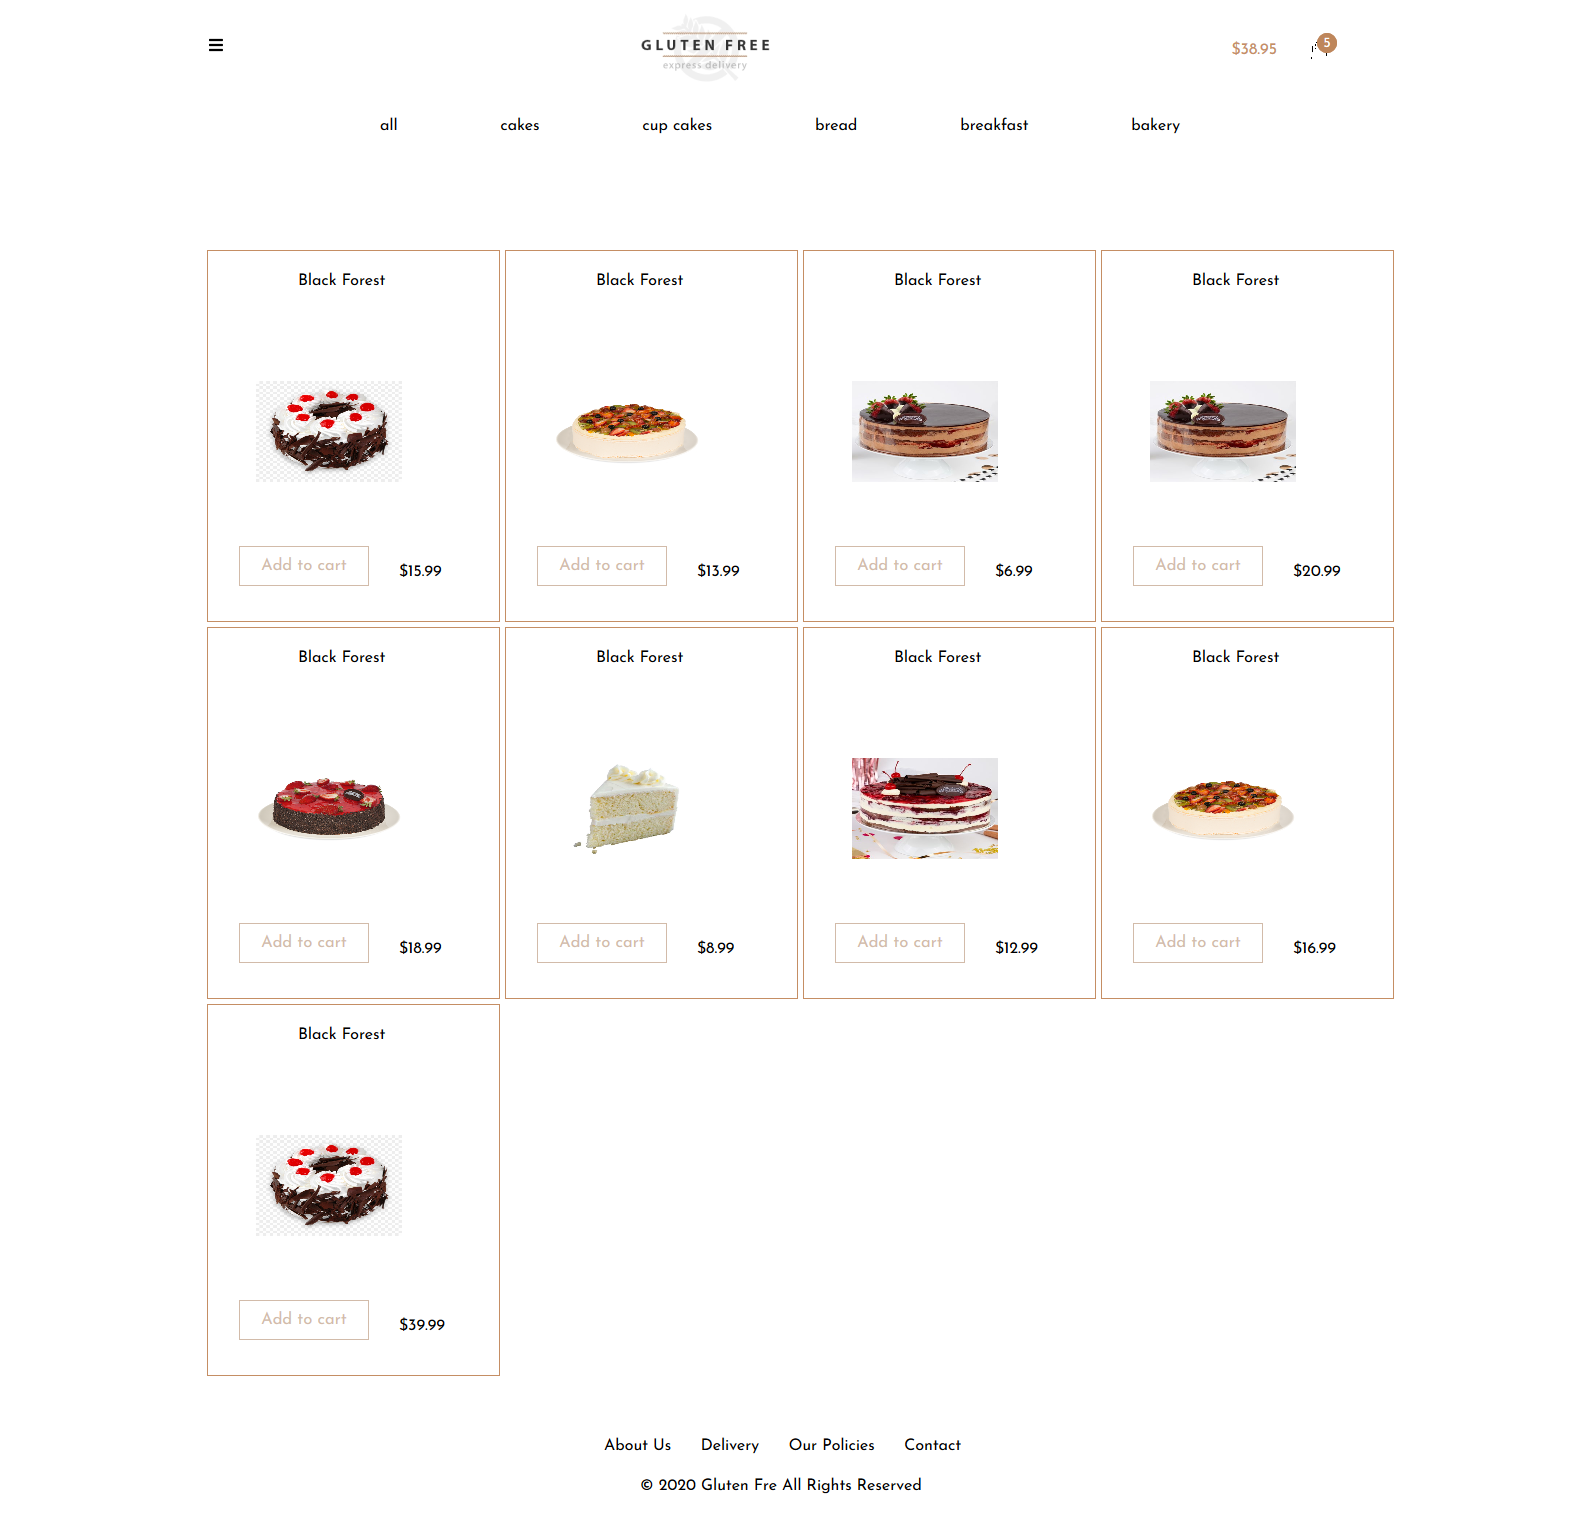 GLUTEN FREE
express delivery
$38.95
5
all cakes cup cakes bread breakfast bakery
Black Forest Black Forest Black Forest Black Forest
Add to cart $15.99 Add to cart $13.99 Add to cart $6.99 Add to cart $20.99
Black Forest Black Forest Black Forest Black Forest
Add to cart $18.99 Add to cart $8.99 Add to cart $12.99 Add to cart $16.99
Black Forest
Add to cart $39.99
About Us Delivery Our Policies Contact
© 2020 Gluten Fre All Rights Reserved